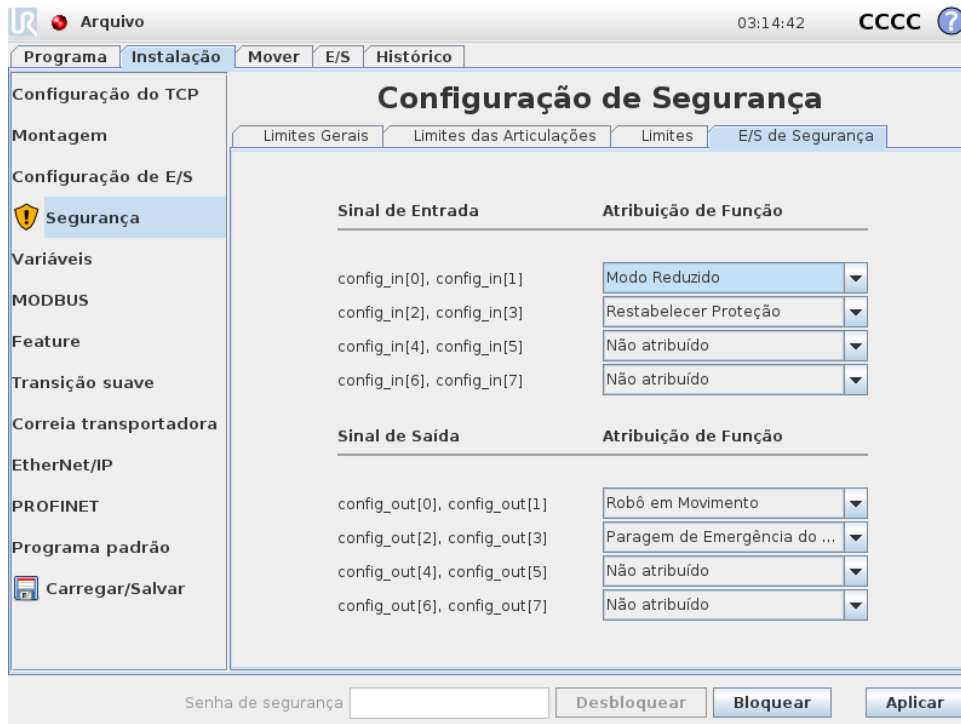 UR Arquivo 03:14:42 CCCC ?
Programa Instalação Mover E/S Histórico
Configuração do TCP
Montagem
Configuração de E/S
Segurança
Variáveis
MODBUS
Feature
Transição suave
Correia transportadora
EtherNet/IP
PROFINET
Programa padrão
Carregar/Salvar
Configuração de Segurança
Limites Gerais Limites das Articulações Limites E/S de Segurança
Sinal de Entrada Atribuição de Função
config_in[0], config_in[1] Modo Reduzido
config_in[2], config_in[3] Restabelecer Proteção
config_in[4], config_in[5] Não atribuído
config_in[6], config_in[7] Não atribuído
Sinal de Saída Atribuição de Função
config_out[0], config_out[1] Robô em Movimento
config_out[2], config_out[3] Paragem de Emergência do ...
config_out[4], config_out[5] Não atribuído
config_out[6], config_out[7] Não atribuído
Senha de segurança Desbloquear Bloquear Aplicar